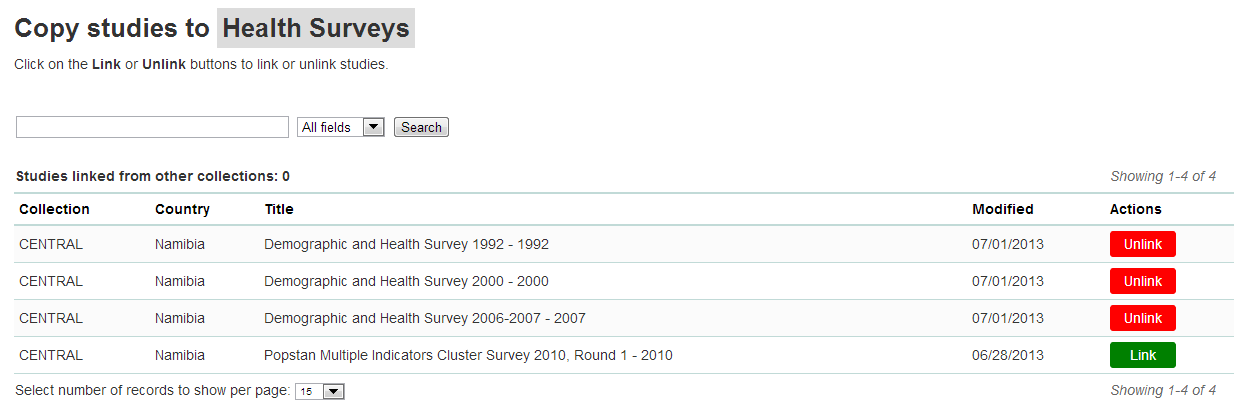 Copy studies to Health Surveys
Click on the Link or Unlink buttons to link or unlink studies.
All fields Search
Studies linked from other collections: 0 Showing 1-4 of 4
Collection Country Title Modified Actions
CENTRAL Namibia Demographic and Health Survey 1992 - 1992 07/01/2013 Unlink
CENTRAL Namibia Demographic and Health Survey 2000 - 2000 07/01/2013 Unlink
CENTRAL Namibia Demographic and Health Survey 2006-2007 - 2007 07/01/2013 Unlink
CENTRAL Namibia Popstan Multiple Indicators Cluster Survey 2010, Round 1 - 2010 06/28/2013 Link
Select number of records to show per page: 15 Showing 1-4 of 4